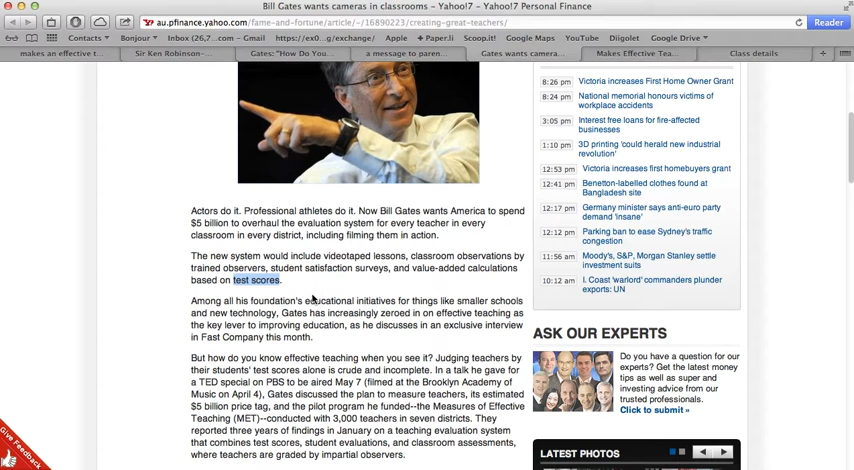 Bill Gates wants cameras in classrooms – Yahoo!7 Personal Finance
au.pfinance.yahoo.com/fame-and-fortune/article/-/16890223/creating-great-teachers/
Reader
Contacts Bonjour Gmail https://ex0...g/exchange/ Apple Paper.li Scoop.it! Google Maps YouTube Diigolet Google Drive
makes an effective t... Sir Ken Robinson-... Gates: "How Do You... a message to paren... Gates wants camera... Makes Effective Tea... Class details
Actors do it. Professional athletes do it. Now Bill Gates wants America to spend
$5 billion to overhaul the evaluation system for every teacher in every
classroom in every district, including filming them in action.
The new system would include videotaped lessons, classroom observations by
trained observers, student satisfaction surveys, and value-added calculations
based on test scores.
Among all his foundation's educational initiatives for things like smaller schools
and new technology, Gates has increasingly zeroed in on effective teaching as
the key lever to improving education, as he discusses in an exclusive interview
in Fast Company this month.
But how do you know effective teaching when you see it? Judging teachers by
their students' test scores alone is crude and incomplete. In a talk he gave for
a TED special on PBS to be aired May 7 (filmed at the Brooklyn Academy of
Music on April 4), Gates discussed the plan to measure teachers, its estimated
$5 billion price tag, and the pilot program he funded--the Measures of Effective
Teaching (MET)--conducted with 3,000 teachers in seven districts. They
reported three years of findings in January on a teaching evaluation system
that combines test scores, student evaluations, and classroom assessments,
where teachers are graded by impartial observers.
8:26 pm Victoria increases First Home Owner Grant
8:24 pm National memorial honours victims of
workplace accidents
3:05 pm Interest free loans for fire-affected
businesses
1:10 pm 3D printing 'could herald new industrial
revolution'
12:53 pm Victoria increases first homebuyers grant
12:41 pm Benetton-labelled clothes found at
Bangladesh site
12:17 pm Germany minister says anti-euro party
demand 'insane'
12:12 pm Parking ban to ease Sydney's traffic
congestion
11:56 am Moody's, S&P, Morgan Stanley settle
investment suits
10:12 am I. Coast 'warlord' commanders plunder
export: UN
ASK OUR EXPERTS
Do you have a question for our
experts? Get the latest money
tips as well as super and
investing advice from our
trusted professionals.
Click to submit »
LATEST PHOTOS
Give Feedback